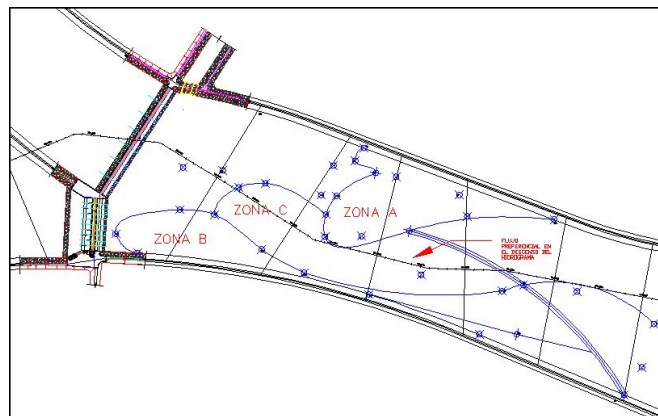 ZONA C
ZONA A
ZONA B
FLUJO
PREFERENCIAL EN
EL DESCENSO DEL
HIDROGRAMA